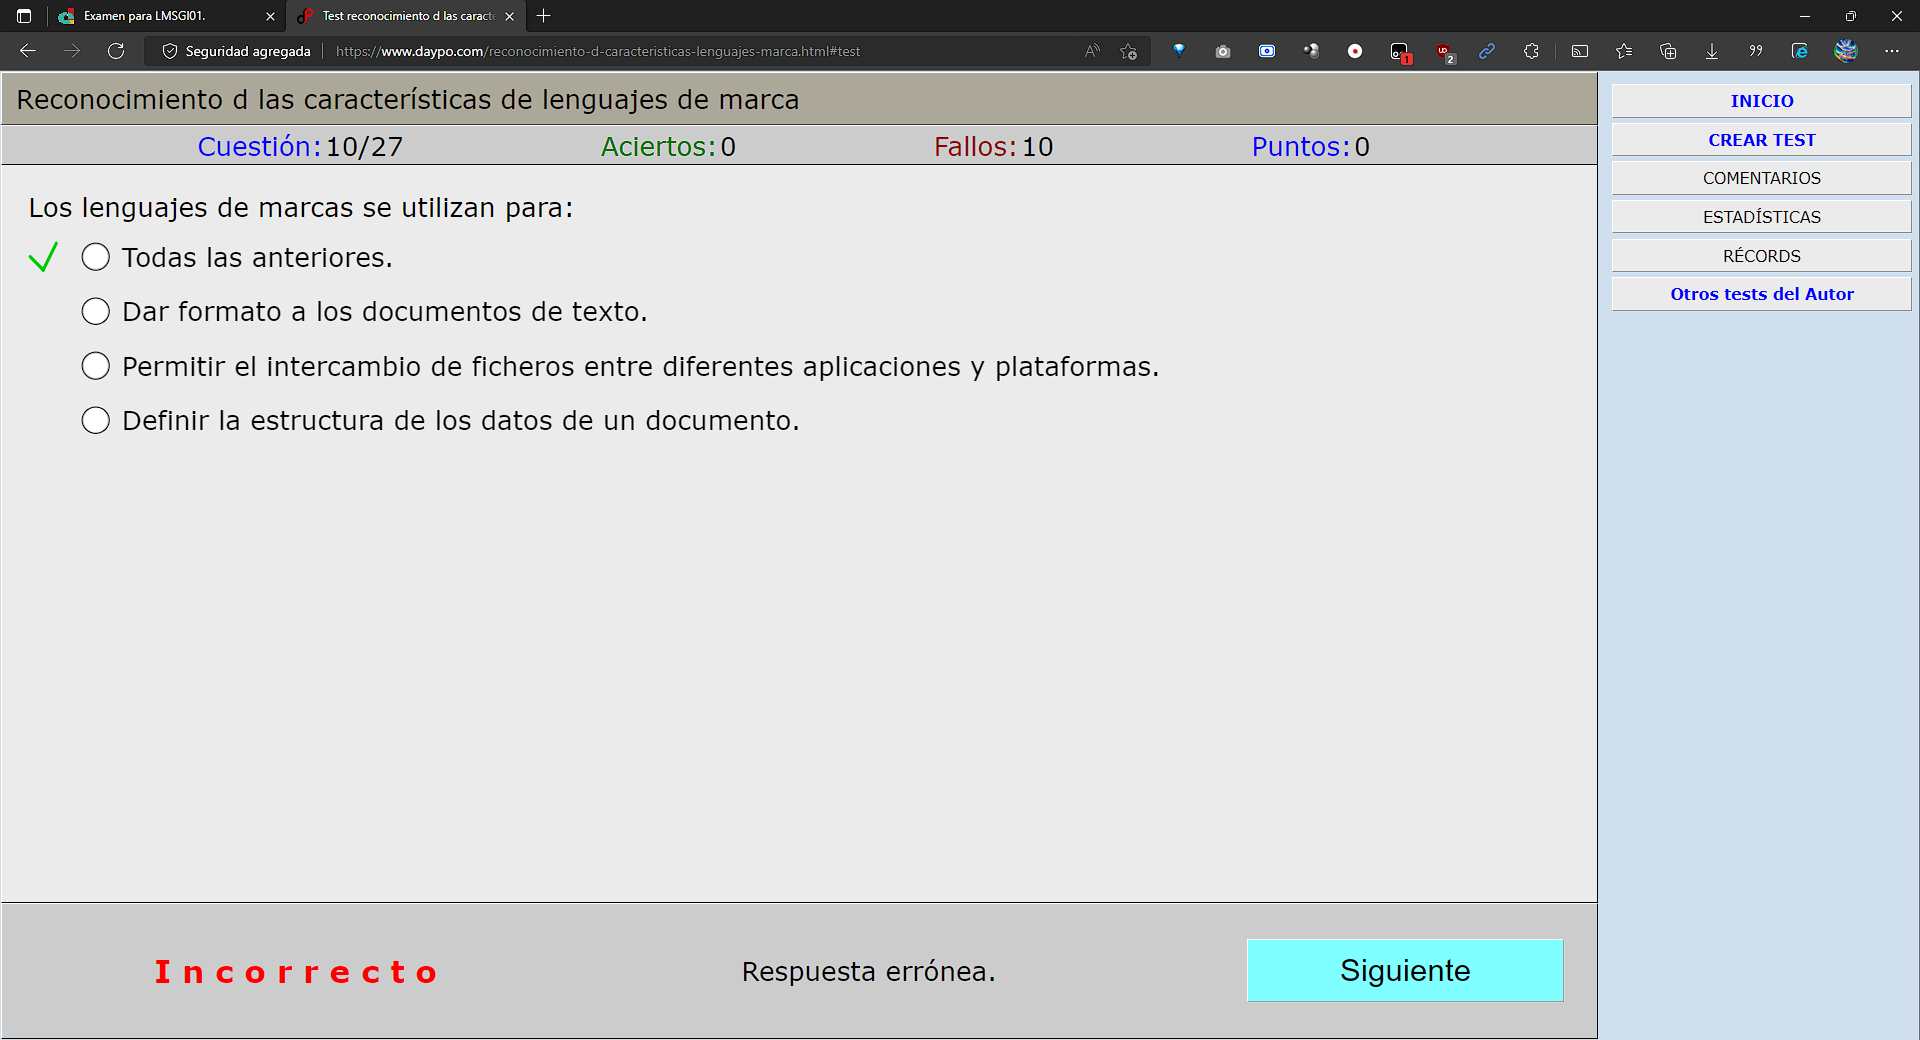 Examen para LMSGI01.
Test reconocimiento d las caracte
Seguridad agregada
https://www.daypo.com/reconocimiento-d-caracteristicas-lenguajes-marca.html#test
1
2
Reconocimiento d las características de lenguajes de marca
Cuestión: 10/27 Aciertos: 0 Fallos: 10 Puntos: 0
Los lenguajes de marcas se utilizan para:
Todas las anteriores.
Dar formato a los documentos de texto.
Permitir el intercambio de ficheros entre diferentes aplicaciones y plataformas.
Definir la estructura de los datos de un documento.
Incorrecto
Respuesta errónea.
Siguiente
INICIO
CREAR TEST
COMENTARIOS
ESTADÍSTICAS
RÉCORDS
Otros tests del Autor